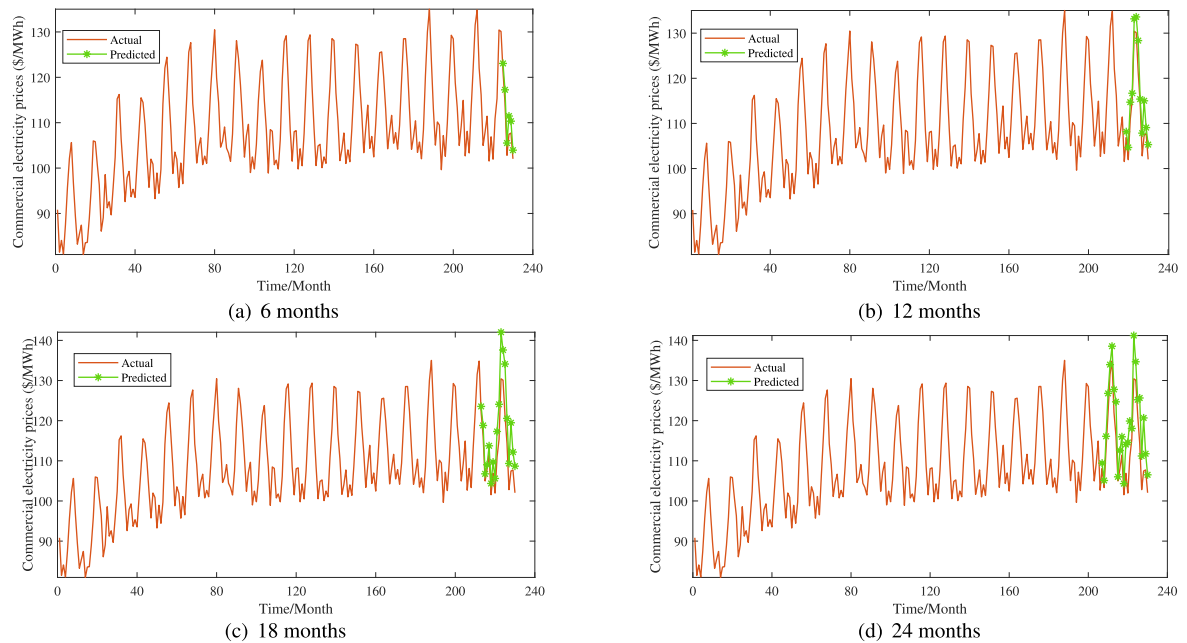 Commercial electricity prices ($/MWh)
130
120
110
100
90
Actual
Predicted
0 40 80 120 160 200 240
Time/Month
(a) 6 months
Commercial electricity prices ($/MWh)
130
120
110
100
90
Actual
Predicted
40 80 120 160 200 240
Time/Month
(b) 12 months
Commercial electricity prices ($/MWh)
140
130
120
110
100
90
Actual
Predicted
0 40 80 120 160 200 240
Time/Month
(c) 18 months
Commercial electricity prices ($/MWh)
140
130
120
110
100
90
Actual
Predicted
0 40 80 120 160 200 240
Time/Month
(d) 24 months